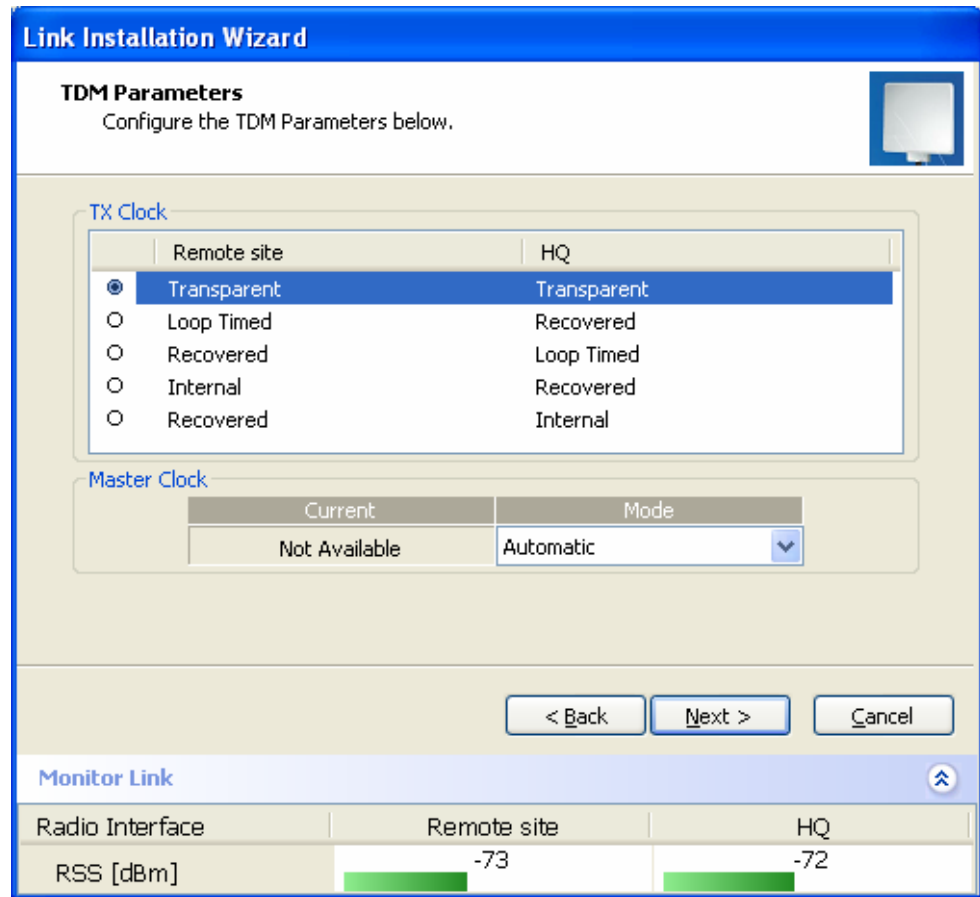 Link Installation Wizard
TDM Parameters
Configure the TDM Parameters below.
TX Clock
Remote site HQ
Transparent Transparent
Loop Timed Recovered
Recovered Loop Timed
Internal Recovered
Recovered Internal
Master Clock
Current Mode
Not Available Automatic
< Back Next > Cancel
Monitor Link
Radio Interface Remote site HQ
RSS [dBm] -73 -72